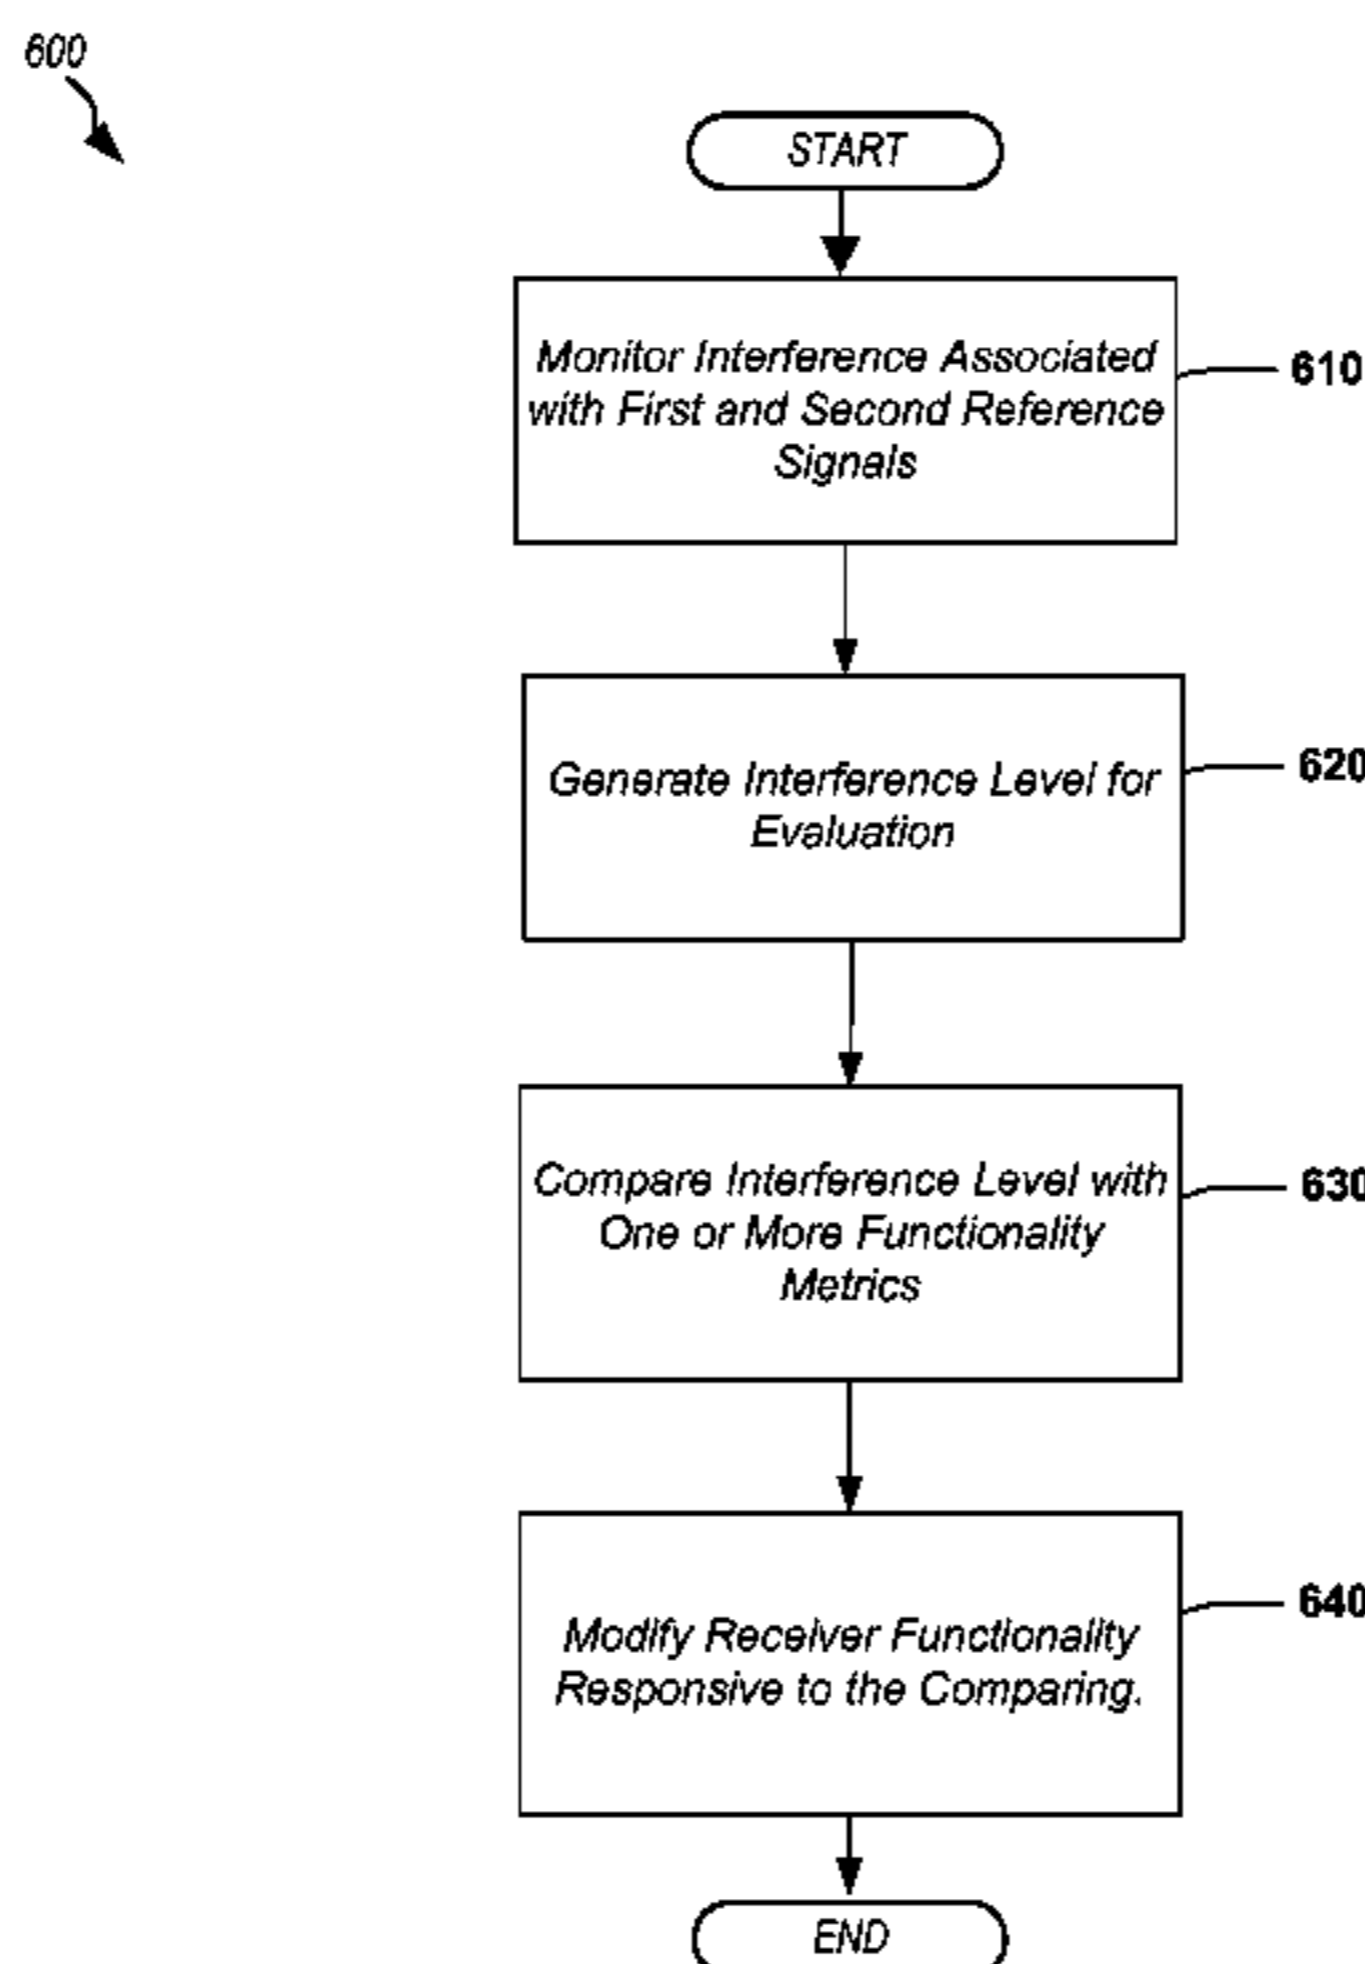 600
START
Monitor Interference Associated
with First and Second Reference
Signals
610
Generate Interference Level for
Evaluation
620
Compare Interference Level with
One or More Functionality
Metrics
630
Modify Receiver Functionality
Responsive to the Comparing.
640
END